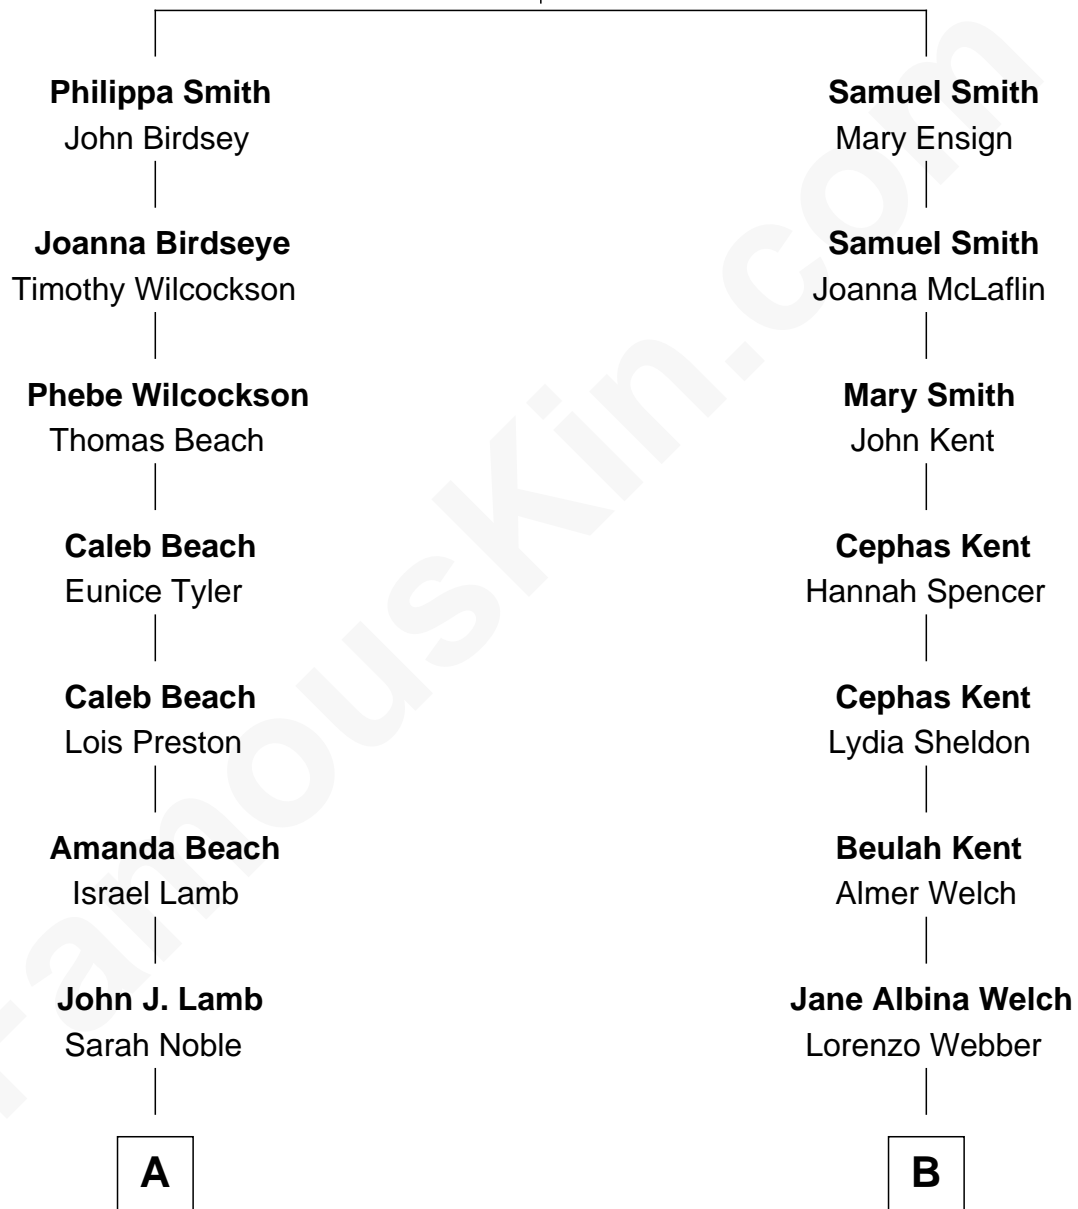 Philippa Smith
John Birdsey
Samuel Smith
Mary Ensign
Joanna Birdseye
Timothy Wilcockson
Samuel Smith
Joanna McLaflin
Phebe Wilcockson
Thomas Beach
Mary Smith
John Kent
Caleb Beach
Eunice Tyler
Cephas Kent
Hannah Spencer
Caleb Beach
Lois Preston
Cephas Kent
Lydia Sheldon
Amanda Beach
Israel Lamb
Beulah Kent
Almer Welch
John J. Lamb
Sarah Noble
Jane Albina Welch
Lorenzo Webber
A
B
FamousKin.com